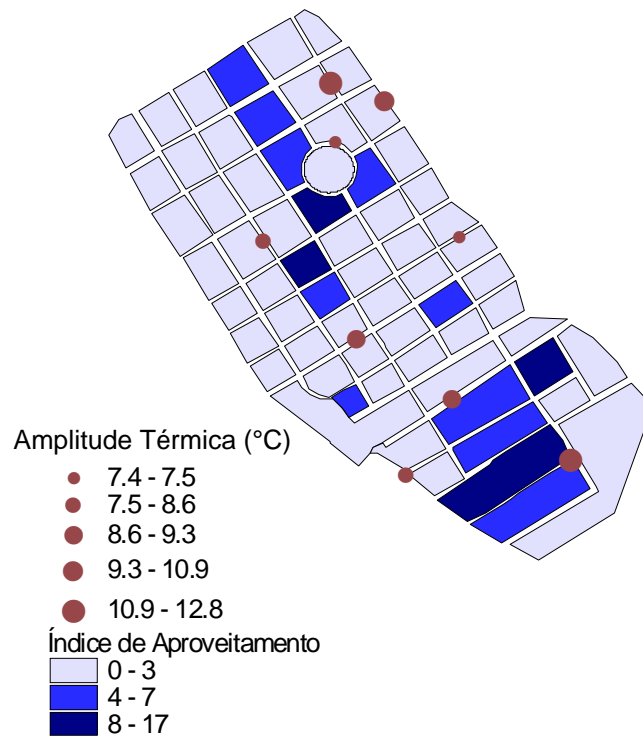 Amplitude Térmica (°C)
7.4 - 7.5
7.5 - 8.6
8.6 - 9.3
9.3 - 10.9
10.9 - 12.8
Índice de Aproveitamento
0 - 3
4 - 7
8 - 17